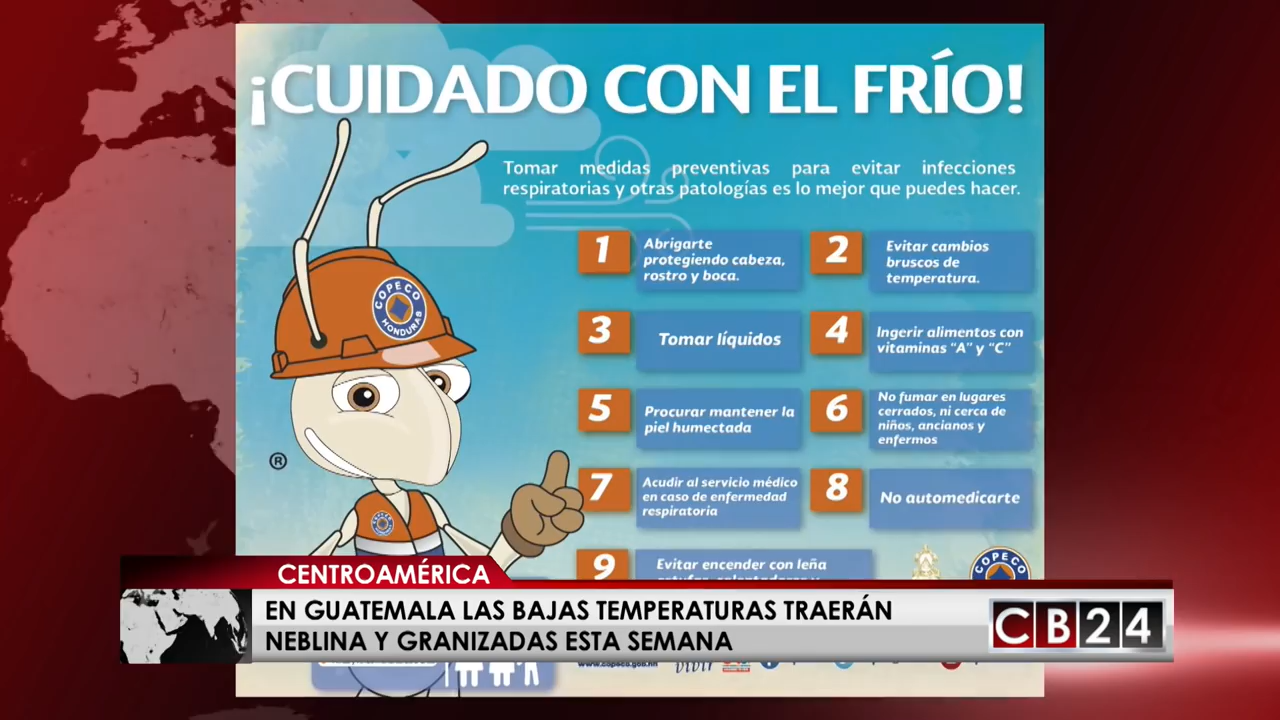 ¡CUIDADO CON EL FRÍO!
Tomar medidas preventivas para evitar infecciones
respiratorias y otras patologías es lo mejor que puedes hacer.
1
Abrigarte
protegiendo cabeza,
rostro y boca.
2
Evitar cambios
bruscos de
temperatura.
3
Tomar líquidos
4
Ingerir alimentos con
vitaminas “A” y “C”
5
Procurar mantener la
piel humectada
6
No fumar en lugares
cerrados, ni cerca de
niños, ancianos y
enfermos
7
Acudir al servicio médico
en caso de enfermedad
respiratoria
8
No automedicarte
9
Evitar encender con leña
COPECO
HONDURAS
®
COPECO
CENTROAMÉRICA
EN GUATEMALA LAS BAJAS TEMPERATURAS TRAERÁN
NEBLINA Y GRANIZADAS ESTA SEMANA
CB24
www.copeco.gob.hn